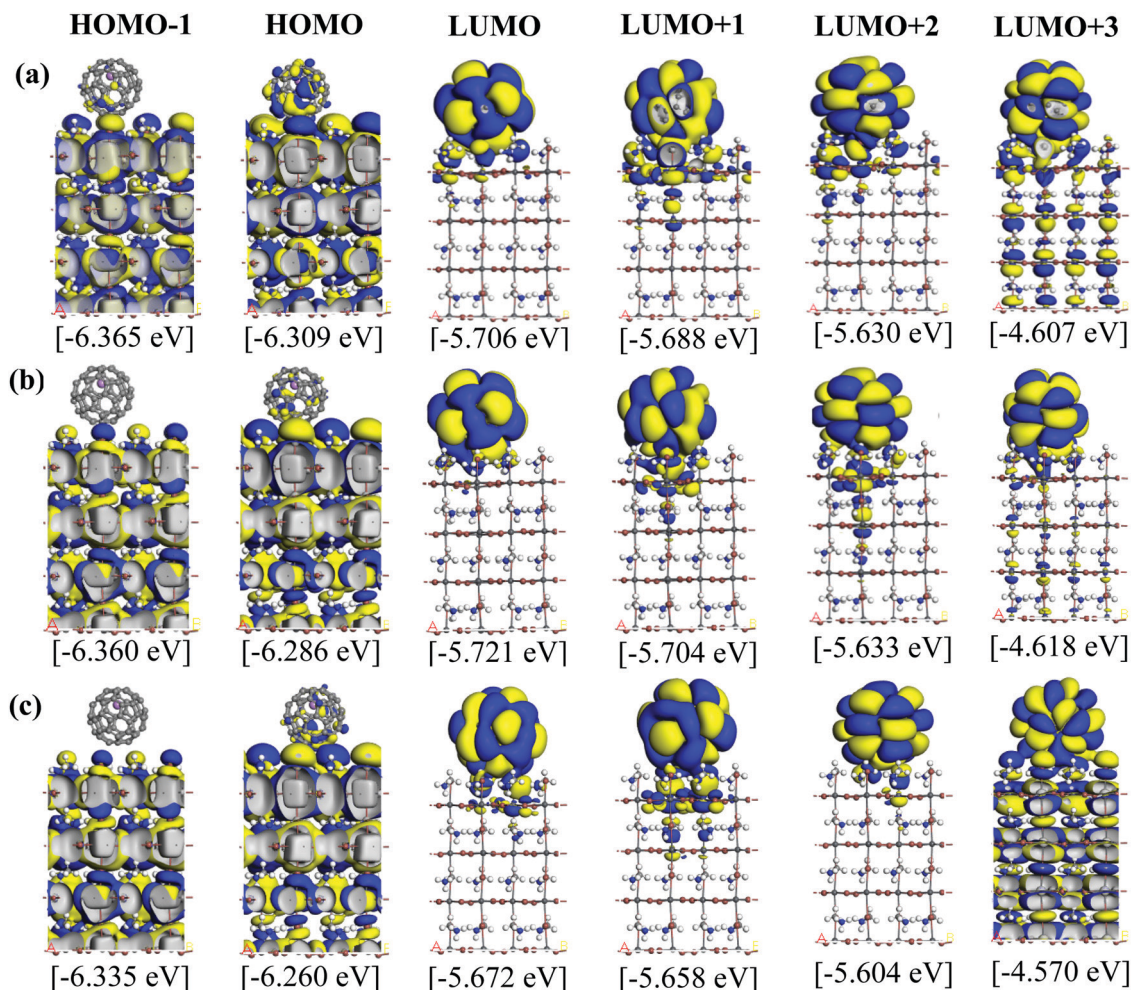 HOMO-1 HOMO LUMO LUMO+1 LUMO+2 LUMO+3
(a)
A B A B A B A B
[-6.365 eV] [-6.309 eV] [-5.706 eV] [-5.688 eV] [-5.630 eV] [-4.607 eV]
(b)
A B A B A A B A B
[-6.360 eV] [-6.286 eV] [-5.721 eV] [-5.704 eV] [-5.633 eV] [-4.618 eV]
(c)
A A B A B A A B A
[-6.335 eV] [-6.260 eV] [-5.672 eV] [-5.658 eV] [-5.604 eV] [-4.570 eV]